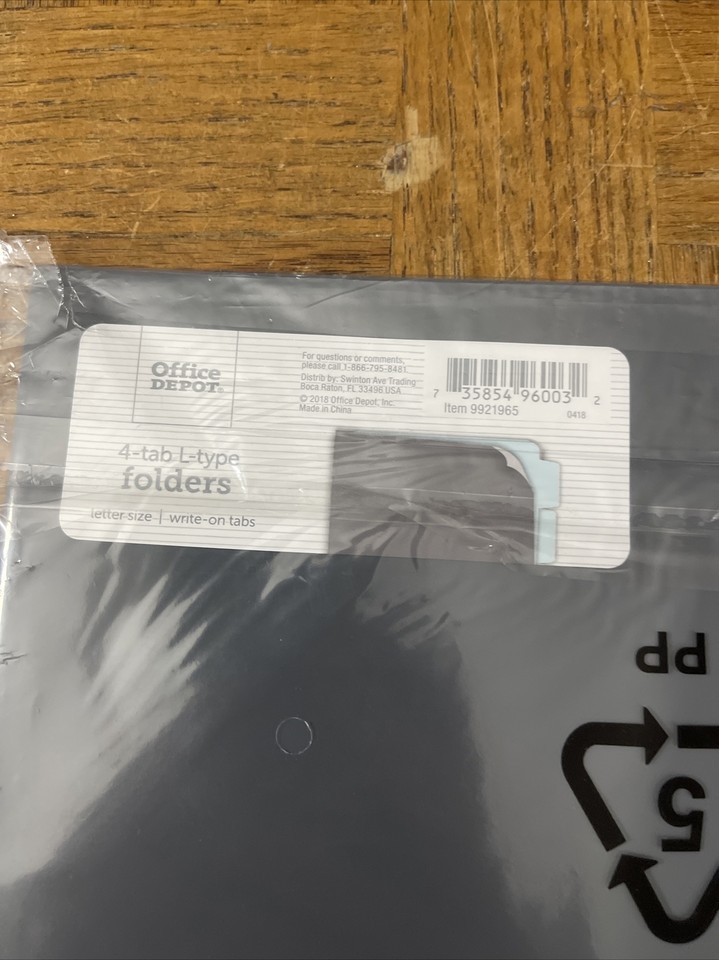 Office
DEPOT®
For questions or comments,
please call 1-866-795-8481
Distrib by: Swinton Ave Trading
Boca Raton, FL 33496 USA
© 2018 Office Depot, Inc.
Made in China
7 35854 96003 2
Item 9921965
0418
4-tab L-type
folders
letter size | write-on tabs
PP
5